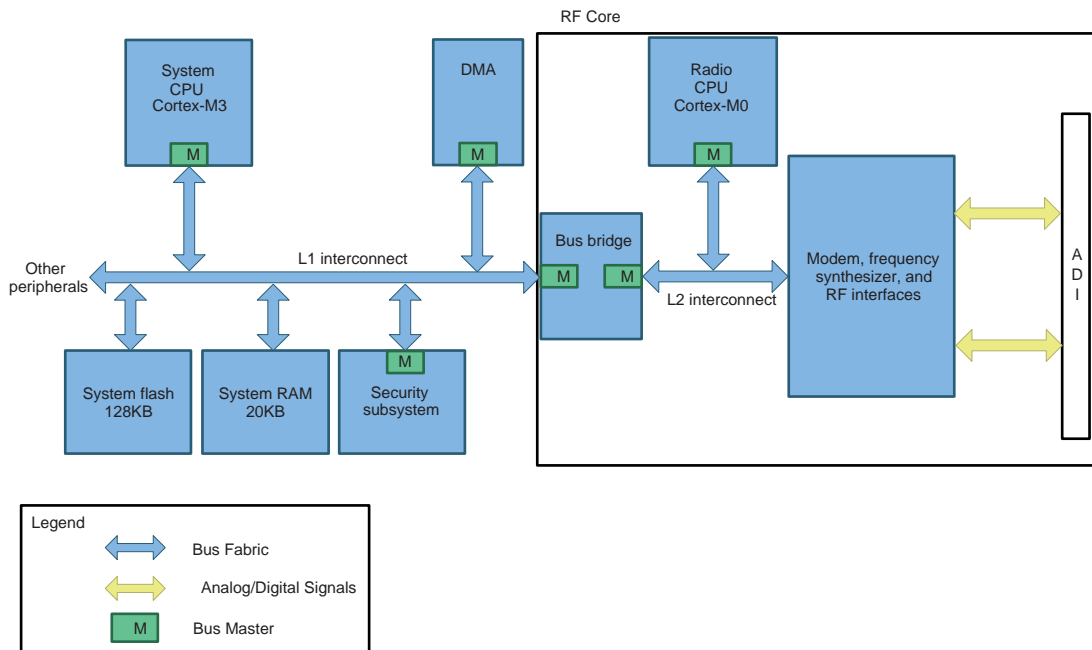 RF Core
System
CPU
Cortex-M3
M
DMA
M
Radio
CPU
Cortex-M0
M
Other
peripherals
L1 interconnect
Bus bridge
M
M
L2 interconnect
Modem, frequency
synthesizer, and
RF interfaces
A
D
I
System flash
128KB
System RAM
20KB
M
Security
subsystem
Legend
Bus Fabric
Analog/Digital Signals
M
Bus Master